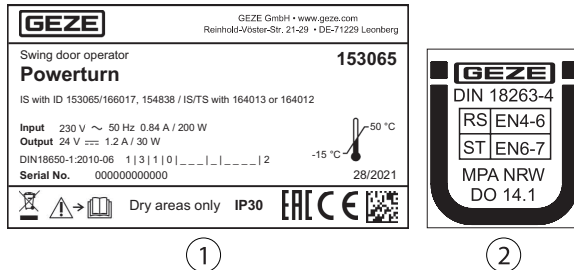 GEZE
GEZE GmbH • www.geze.com
Reinhold-Vöster-Str. 21-29 • DE-71229 Leonberg
Swing door operator
153065
Powerturn
IS with ID 153065/166017, 154838 / IS/TS with 164013 or 164012
Input 230 V ~ 50 Hz 0.84 A / 200 W
Output 24 V ⎓ 1.2 A / 30 W
50 °C
-15 °C
DIN18650-1:2010-06 1 | 3 | 1 | 0 | _ _ _ | _ | _ _ _ _ | 2
Serial No. 000000000000
28/2021
Dry areas only IP30 EAC CE
1
GEZE
DIN 18263-4
RS EN4-6
ST EN6-7
MPA NRW
DO 14.1
2